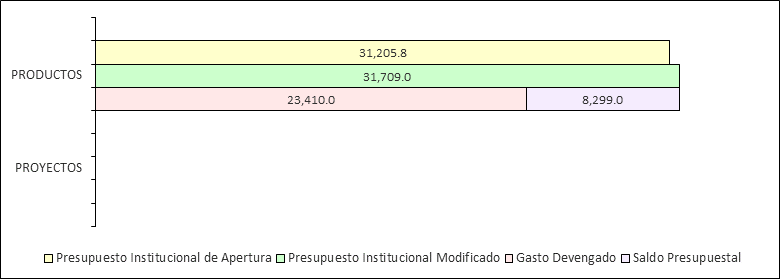 31,205.8
PRODUCTOS
31,709.0
23,410.0 8,299.0
PROYECTOS
Presupuesto Institucional de Apertura Presupuesto Institucional Modificado Gasto Devengado Saldo Presupuestal